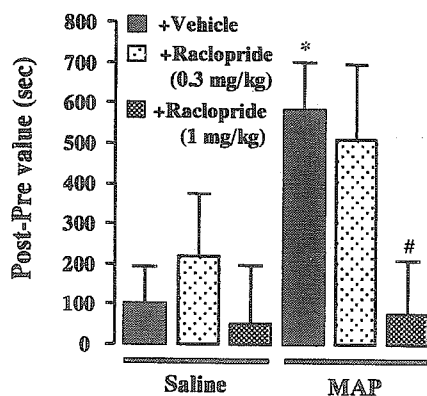 800
700
600
500
400
300
200
100
0
Post-Pre value (sec)
+Vehicle
+Raclopride
(0.3 mg/kg)
+Raclopride
(1 mg/kg)
*
#
Saline
MAP